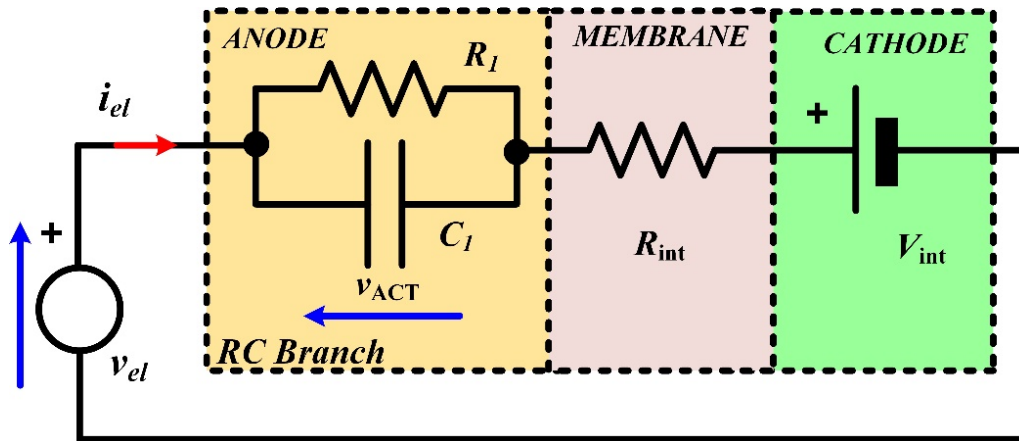 ANODE
MEMBRANE
CATHODE
R1
iel
+
+
C1
Rint
Vint
vACT
vel
RC Branch